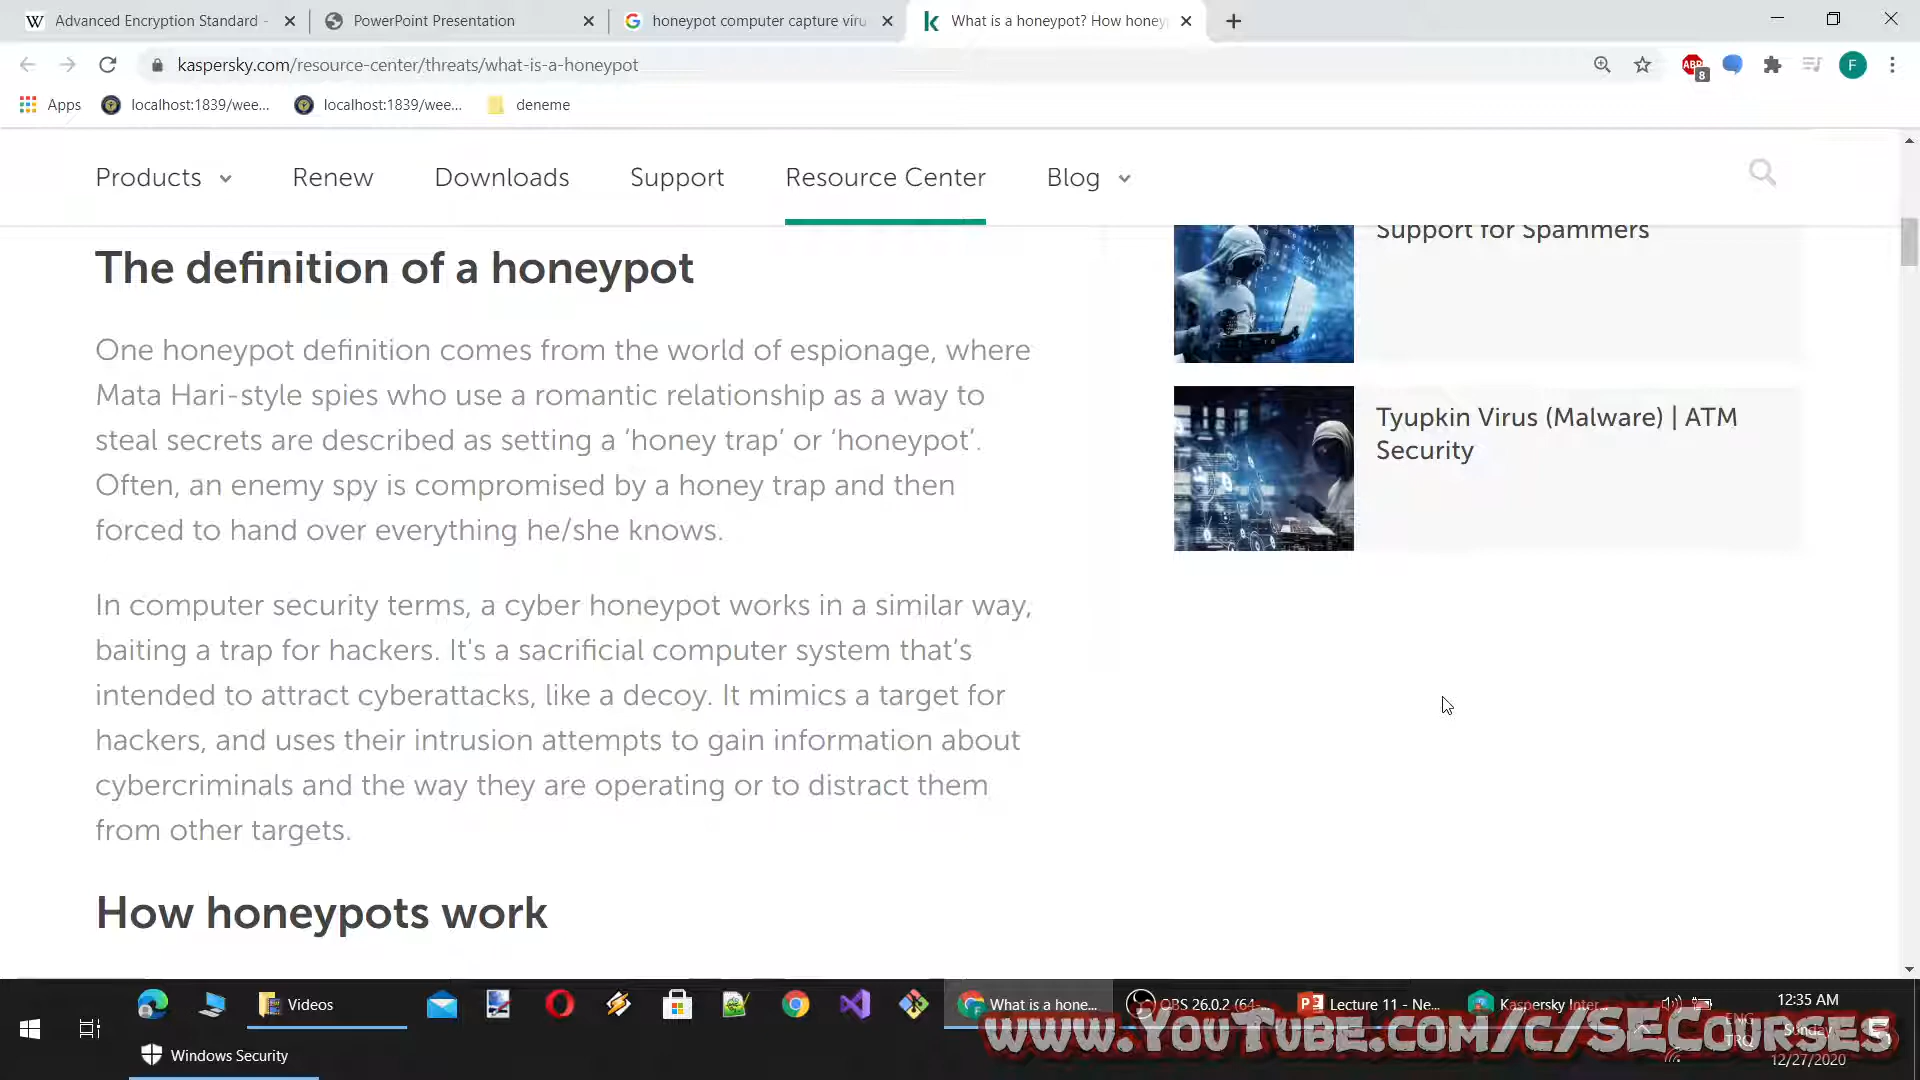 Advanced Encryption Standard -
PowerPoint Presentation
honeypot computer capture viru
What is a honeypot? How honey
kaspersky.com/resource-center/threats/what-is-a-honeypot
ABP
8
F
Apps
localhost:1839/wee...
localhost:1839/wee...
deneme
Products
Renew
Downloads
Support
Resource Center
Blog
The definition of a honeypot
One honeypot definition comes from the world of espionage, where
Mata Hari-style spies who use a romantic relationship as a way to
steal secrets are described as setting a ‘honey trap’ or ‘honeypot’.
Often, an enemy spy is compromised by a honey trap and then
forced to hand over everything he/she knows.
In computer security terms, a cyber honeypot works in a similar way,
baiting a trap for hackers. It's a sacrificial computer system that’s
intended to attract cyberattacks, like a decoy. It mimics a target for
hackers, and uses their intrusion attempts to gain information about
cybercriminals and the way they are operating or to distract them
from other targets.
How honeypots work
Support for Spammers
Tyupkin Virus (Malware) | ATM
Security
Videos
What is a hone...
OBS 26.0.2 (64-...
Lecture 11 - Ne...
Kaspersky Inter...
12:35 AM
ENG
Sunday
TRQ
12/27/2020
Windows Security
www.YouTube.com/c/SECourses